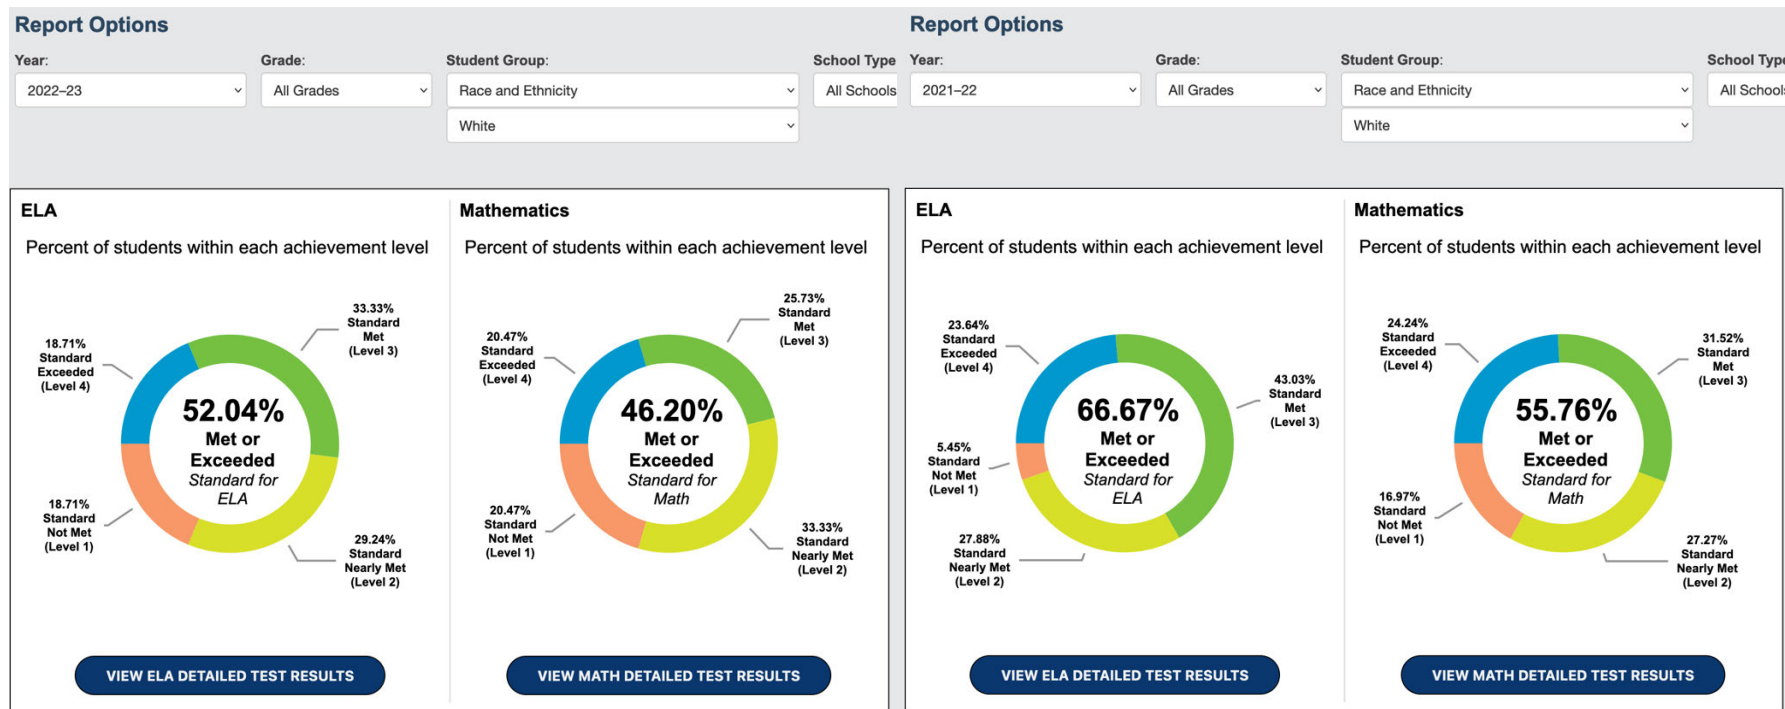 Report Options
Year:
Grade:
Student Group:
School Type
2022–23
All Grades
Race and Ethnicity
All Schools
White
ELA
Percent of students within each achievement level
33.33%
Standard
Met
(Level 3)
18.71%
Standard
Exceeded
(Level 4)
52.04%
Met or
Exceeded
Standard for
ELA
18.71%
Standard
Not Met
(Level 1)
29.24%
Standard
Nearly Met
(Level 2)
VIEW ELA DETAILED TEST RESULTS
Mathematics
Percent of students within each achievement level
25.73%
Standard
Met
(Level 3)
20.47%
Standard
Exceeded
(Level 4)
46.20%
Met or
Exceeded
Standard for
Math
20.47%
Standard
Not Met
(Level 1)
33.33%
Standard
Nearly Met
(Level 2)
VIEW MATH DETAILED TEST RESULTS
Report Options
Year:
Grade:
Student Group:
School Type
2021–22
All Grades
Race and Ethnicity
All Schools
White
ELA
Percent of students within each achievement level
23.64%
Standard
Exceeded
(Level 4)
43.03%
Standard
Met
(Level 3)
66.67%
Met or
Exceeded
Standard for
ELA
5.45%
Standard
Not Met
(Level 1)
27.88%
Standard
Nearly Met
(Level 2)
VIEW ELA DETAILED TEST RESULTS
Mathematics
Percent of students within each achievement level
24.24%
Standard
Exceeded
(Level 4)
31.52%
Standard
Met
(Level 3)
55.76%
Met or
Exceeded
Standard for
Math
16.97%
Standard
Not Met
(Level 1)
27.27%
Standard
Nearly Met
(Level 2)
VIEW MATH DETAILED TEST RESULTS